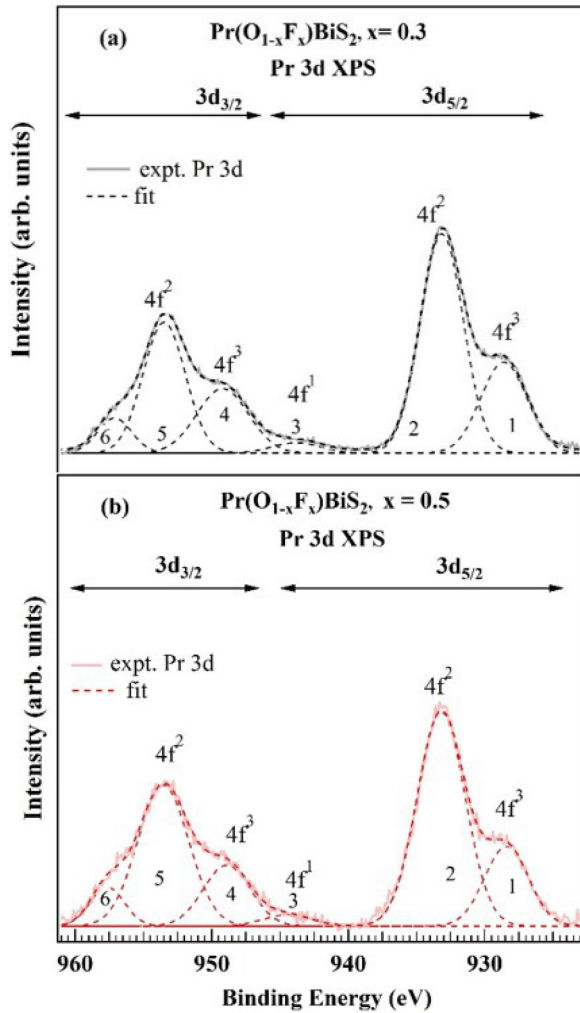 (a)
Pr(O₁₋ₓFₓ)BiS₂, x= 0.3
Pr 3d XPS
3d₃/₂ 3d₅/₂
expt. Pr 3d
fit
4f²
4f²
4f³
4f³
4f¹
6 5 4 3 2 1
Intensity (arb. units)
(b)
Pr(O₁₋ₓFₓ)BiS₂, x = 0.5
Pr 3d XPS
3d₃/₂ 3d₅/₂
expt. Pr 3d
fit
4f²
4f²
4f³
4f³
4f¹
6 5 4 3 2 1
Intensity (arb. units)
960 950 940 930
Binding Energy (eV)